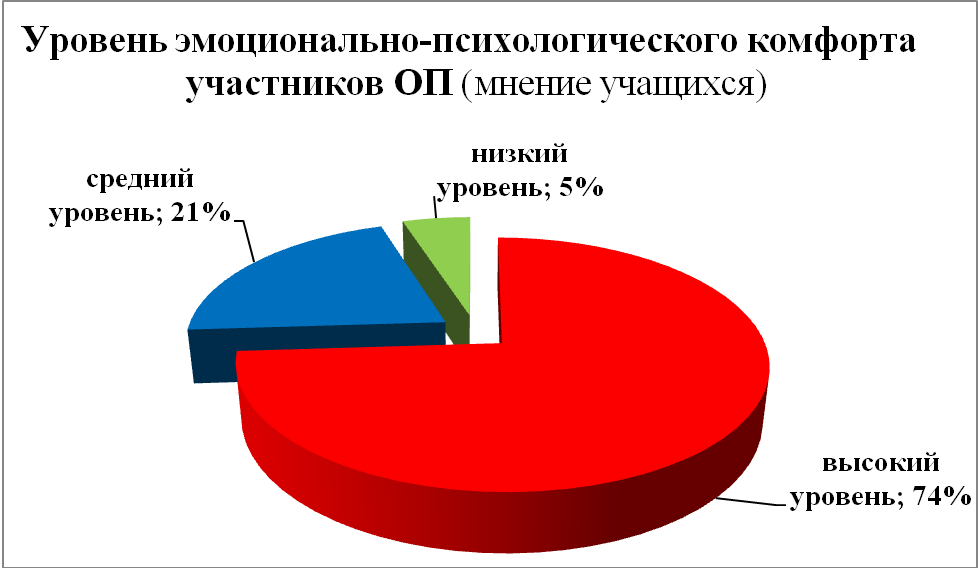 Уровень эмоционально-психологического комфорта
участников ОП (мнение учащихся)
низкий
уровень; 5%
средний
уровень; 21%
высокий
уровень; 74%